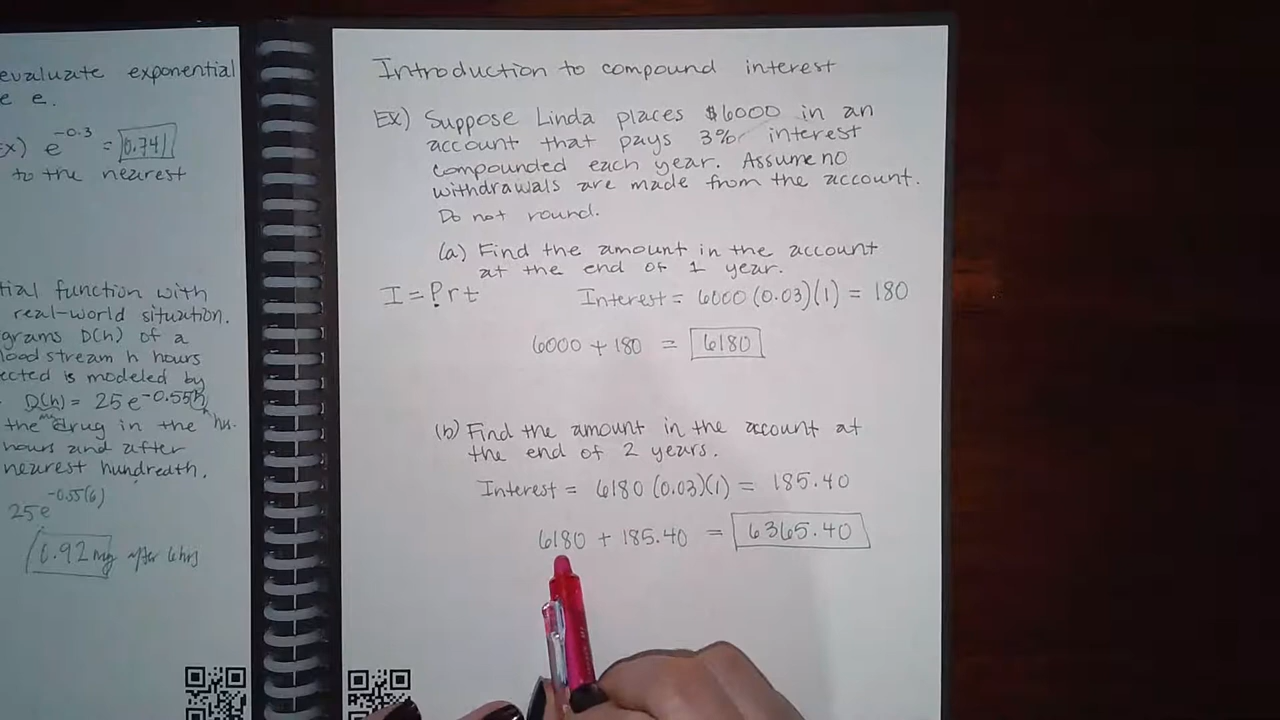 evaluate exponential
e e.
x) e^-0.3 = 0.741
to the nearest
tial function with
real-world situation.
grams D(h) of a
lood stream h hours
ected is modeled by
D(h) = 25e^-0.55h
the drug in the hrs.
hours and after
nearest hundredth.
25e^-0.55(6)
0.92mg after 6hrs
Introduction to compound interest
Ex) Suppose Linda places $6000 in an
account that pays 3% interest
compounded each year. Assume no
withdrawals are made from the account.
Do not round.
(a) Find the amount in the account
at the end of 1 year.
I = Prt Interest = 6000 (0.03)(1) = 180
6000 + 180 = 6180
(b) Find the amount in the account at
the end of 2 years.
Interest = 6180 (0.03)(1) = 185.40
6180 + 185.40 = 6365.40